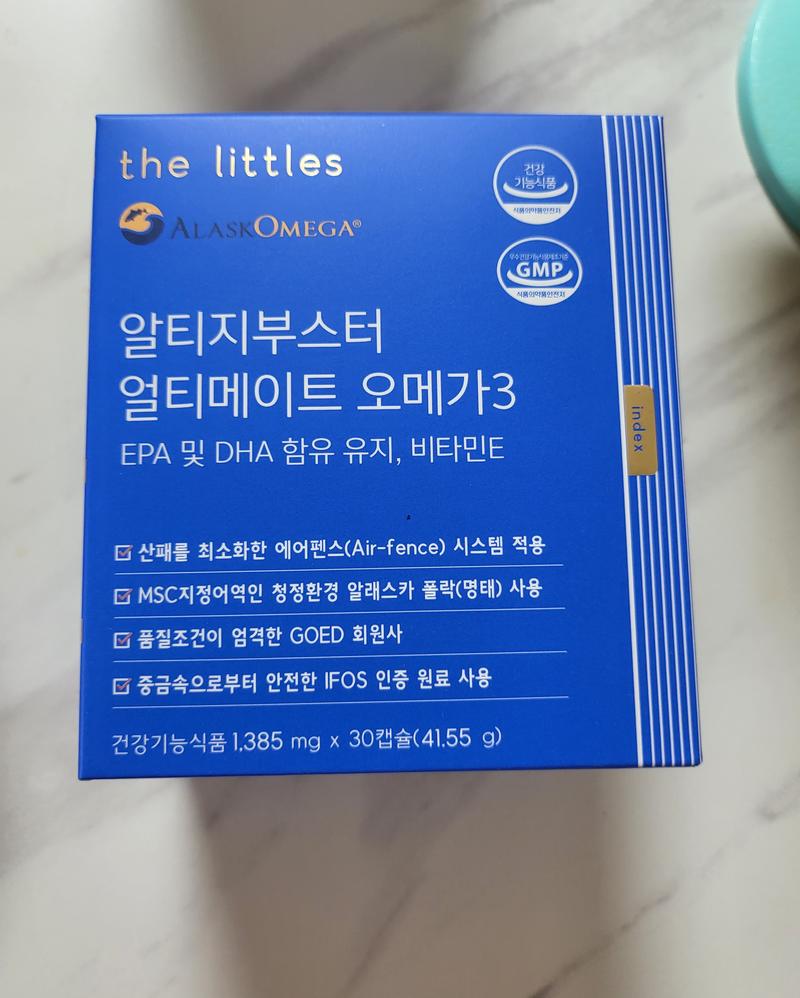 the littles
ALASKOMEGA®
건강
기능식품
식품의약품안전처
우수건강기능식품제조기준
GMP
식품의약품안전처
알티지부스터
얼티메이트 오메가3
EPA 및 DHA 함유 유지, 비타민E
index
산패를 최소화한 에어펜스(Air-fence) 시스템 적용
MSC지정어역인 청정환경 알래스카 폴락(명태) 사용
품질조건이 엄격한 GOED 회원사
중금속으로부터 안전한 IFOS 인증 원료 사용
건강기능식품 1,385 mg x 30캡슐(41.55 g)